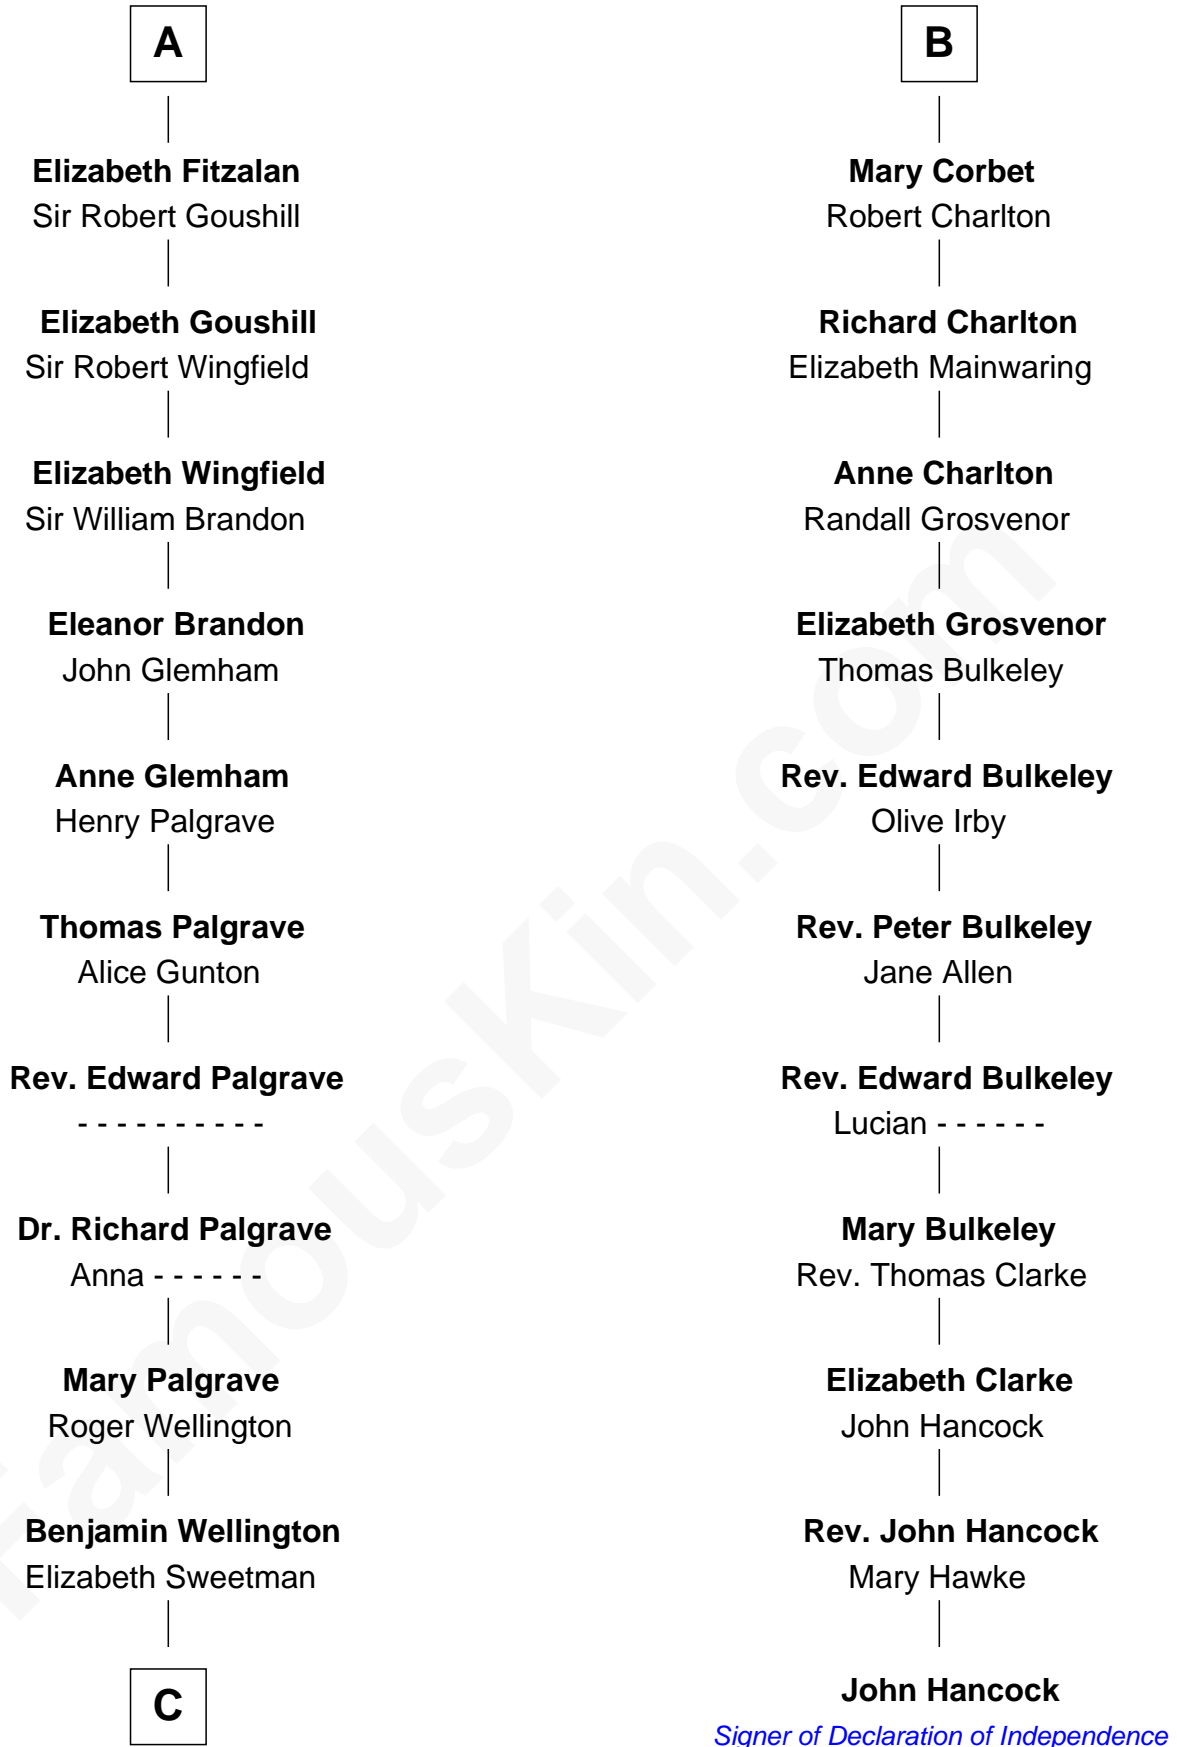 A
Elizabeth Fitzalan
Sir Robert Goushill
Elizabeth Goushill
Sir Robert Wingfield
Elizabeth Wingfield
Sir William Brandon
Eleanor Brandon
John Glemham
Anne Glemham
Henry Palgrave
Thomas Palgrave
Alice Gunton
Rev. Edward Palgrave
- - - - - - - - - -
Dr. Richard Palgrave
Anna - - - - - -
Mary Palgrave
Roger Wellington
Benjamin Wellington
Elizabeth Sweetman
C
B
Mary Corbet
Robert Charlton
Richard Charlton
Elizabeth Mainwaring
Anne Charlton
Randall Grosvenor
Elizabeth Grosvenor
Thomas Bulkeley
Rev. Edward Bulkeley
Olive Irby
Rev. Peter Bulkeley
Jane Allen
Rev. Edward Bulkeley
Lucian - - - - - -
Mary Bulkeley
Rev. Thomas Clarke
Elizabeth Clarke
John Hancock
Rev. John Hancock
Mary Hawke
John Hancock
Signer of Declaration of Independence
FamousKin.com